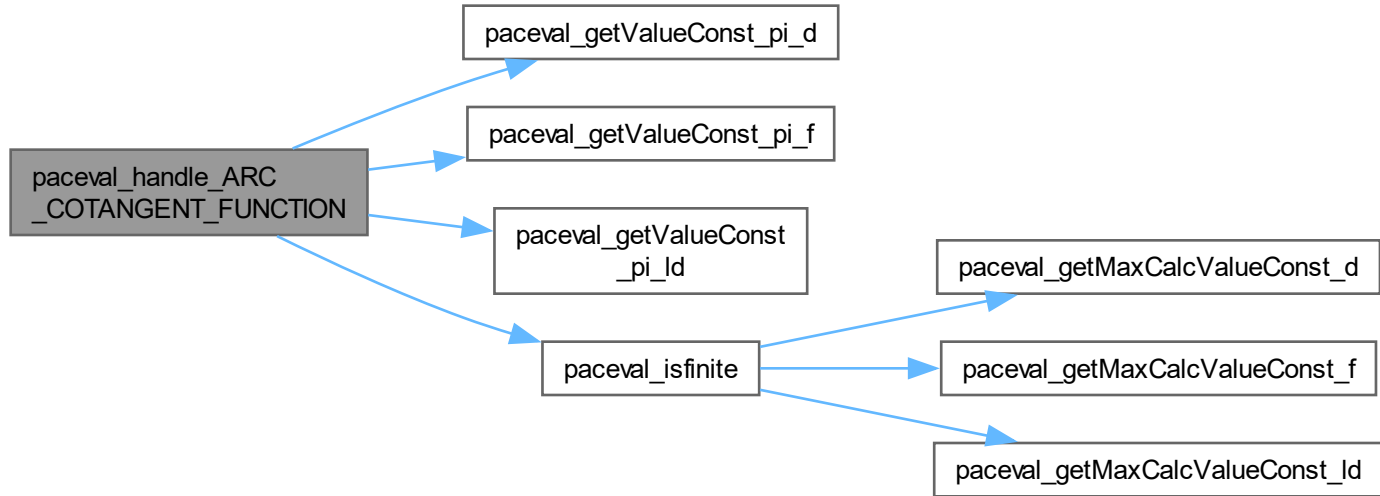 paceval_getValueConst_pi_d
paceval_getValueConst_pi_f
paceval_handle_ARC
_COTANGENT_FUNCTION
paceval_getValueConst
_pi_ld
paceval_getMaxCalcValueConst_d
paceval_isfinite
paceval_getMaxCalcValueConst_f
paceval_getMaxCalcValueConst_ld